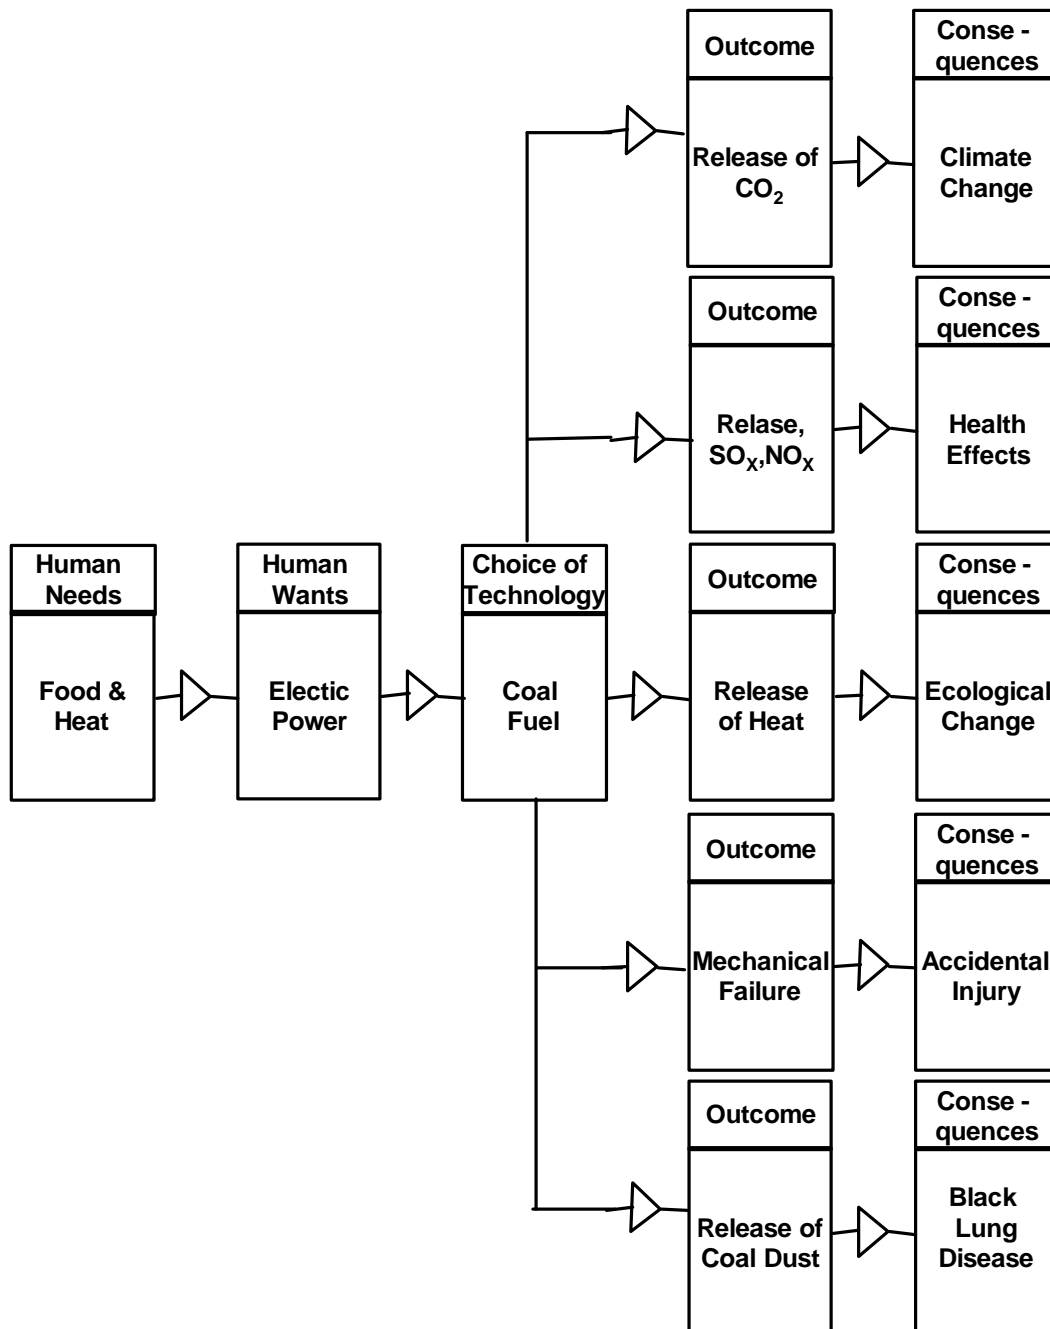 Outcome
Conse -
quences
Release of
CO₂
Climate
Change
Outcome
Conse -
quences
Relase,
SOₓ,NOₓ
Health
Effects
Human
Needs
Human
Wants
Choice of
Technology
Outcome
Conse -
quences
Food &
Heat
Electic
Power
Coal
Fuel
Release
of Heat
Ecological
Change
Outcome
Conse -
quences
Mechanical
Failure
Accidental
Injury
Outcome
Conse -
quences
Release of
Coal Dust
Black
Lung
Disease